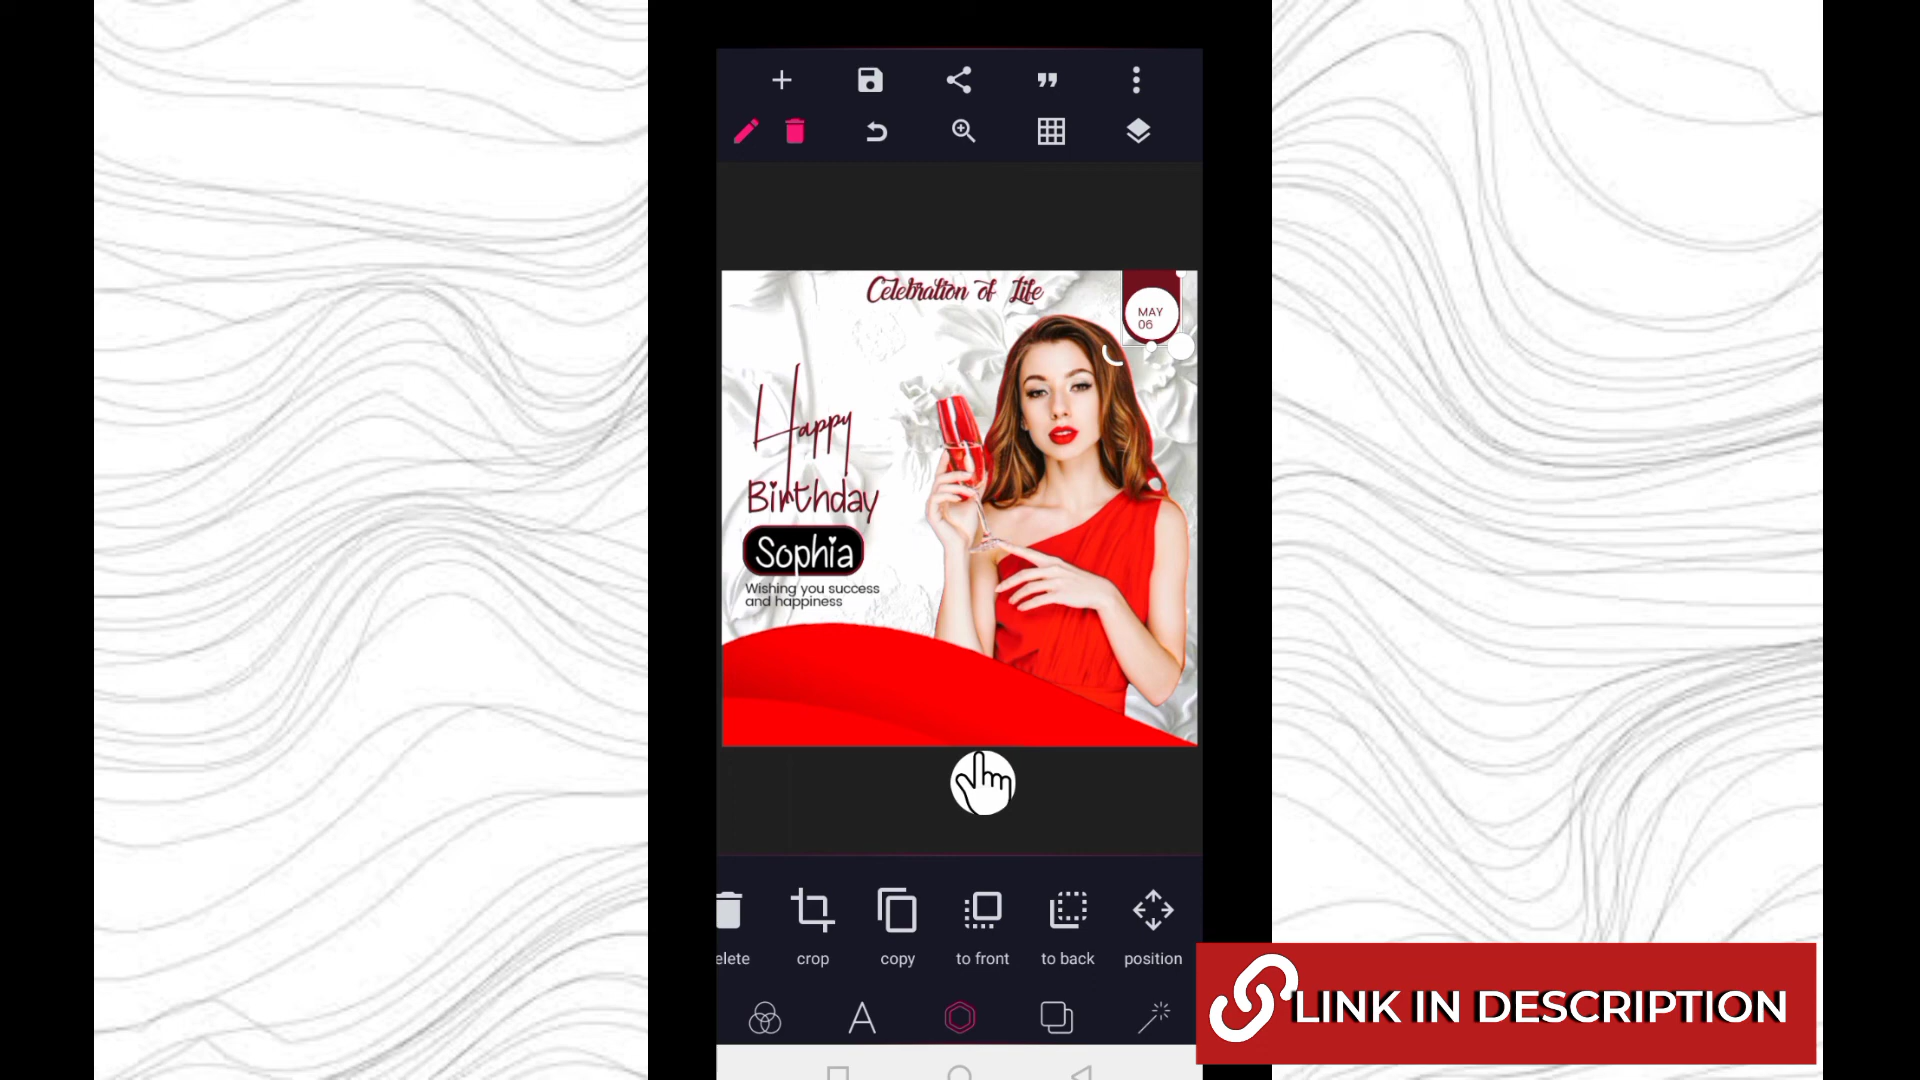 Celebration of Life
MAY
06
Happy
Birthday
Sophia
Wishing you success
and happiness
elete
crop
copy
to front
to back
position
LINK IN DESCRIPTION